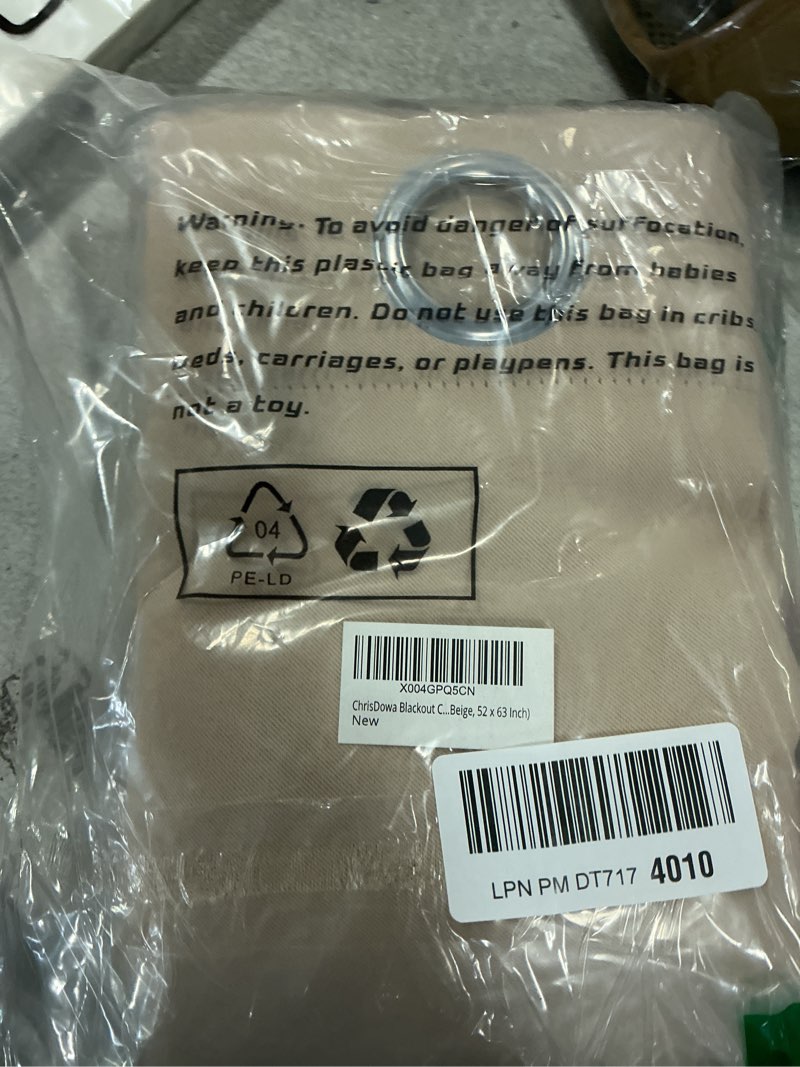 Warning: To avoid danger of suffocation,
keep this plastic bag away from babies
and children. Do not use this bag in cribs,
beds, carriages, or playpens. This bag is
not a toy.
04
PE-LD
X004GPQ5CN
ChrisDowa Blackout C...Beige, 52 x 63 Inch)
New
LPN PM DT717 4010